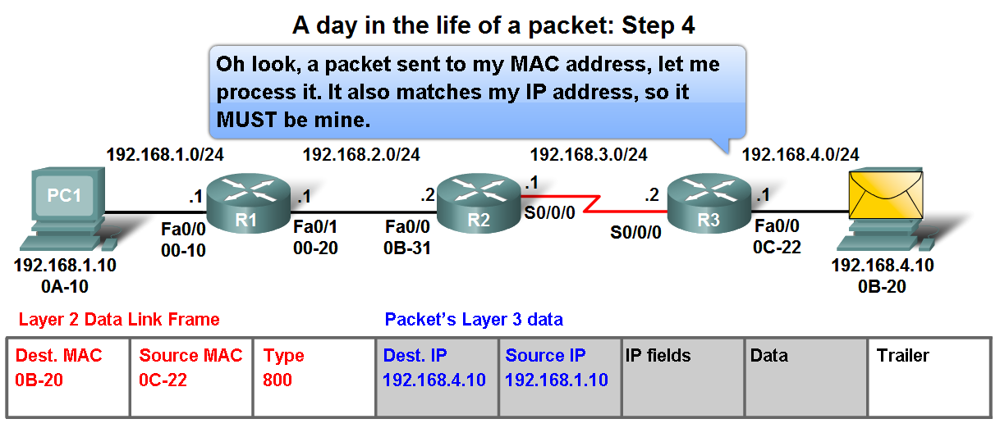 A day in the life of a packet: Step 4
Oh look, a packet sent to my MAC address, let me
process it. It also matches my IP address, so it
MUST be mine.
192.168.1.0/24
192.168.2.0/24
192.168.3.0/24
192.168.4.0/24
PC1
.1
R1
.1
.2
R2
.1
.2
R3
.1
Fa0/0
00-10
Fa0/1
00-20
Fa0/0
0B-31
S0/0/0
S0/0/0
Fa0/0
0C-22
192.168.1.10
0A-10
192.168.4.10
0B-20
Layer 2 Data Link Frame
Packet's Layer 3 data
Dest. MAC
0B-20
Source MAC
0C-22
Type
800
Dest. IP
192.168.4.10
Source IP
192.168.1.10
IP fields
Data
Trailer